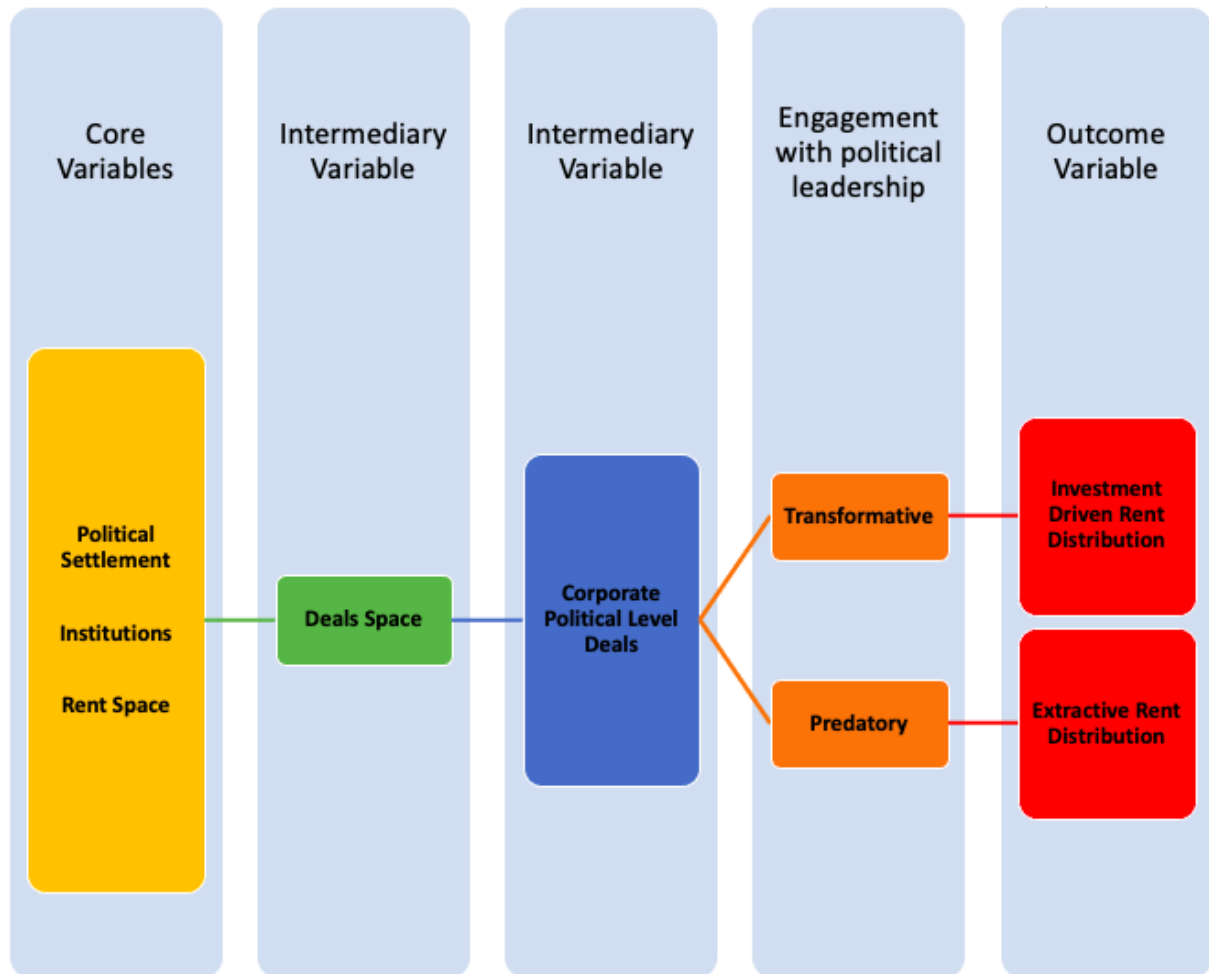 Core
Variables
Intermediary
Variable
Intermediary
Variable
Engagement
with political
leadership
Outcome
Variable
Political
Settlement
Institutions
Rent Space
Deals Space
Corporate
Political Level
Deals
Transformative
Predatory
Investment
Driven Rent
Distribution
Extractive Rent
Distribution